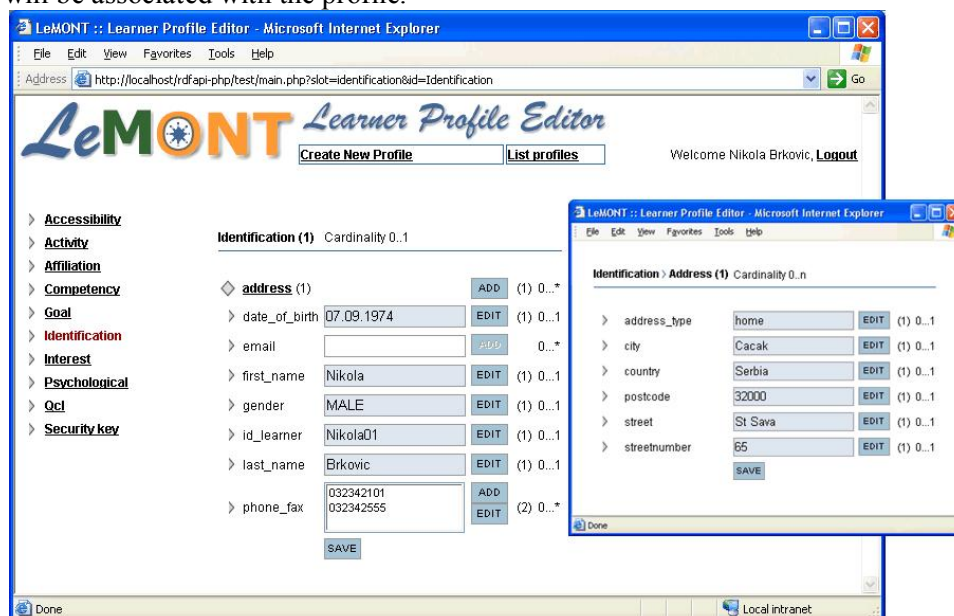 will be associated with the profile.
LeMONT :: Learner Profile Editor - Microsoft Internet Explorer
File Edit View Favorites Tools Help
Address http://localhost/rdfapi-php/test/main.php?slot=identification&id=Identification Go
LeMONT Learner Profile Editor
Create New Profile List profiles Welcome Nikola Brkovic, Logout
Accessibility
Activity
Affiliation
Competency
Goal
Identification
Interest
Psychological
Qcl
Security key
Identification (1) Cardinality 0..1
address (1) ADD (1) 0...*
date_of_birth 07.09.1974 EDIT (1) 0...1
email ADD 0...*
first_name Nikola EDIT (1) 0...1
gender MALE EDIT (1) 0...1
id_learner Nikola01 EDIT (1) 0...1
last_name Brkovic EDIT (1) 0...1
phone_fax 032342101 ADD
032342555 EDIT (2) 0...*
SAVE
LeMONT :: Learner Profile Editor - Microsoft Internet Explorer
File Edit View Favorites Tools Help
Identification > Address (1) Cardinality 0..n
address_type home EDIT (1) 0...1
city Cacak EDIT (1) 0...1
country Serbia EDIT (1) 0...1
postcode 32000 EDIT (1) 0...1
street St Sava EDIT (1) 0...1
streetnumber 65 EDIT (1) 0...1
SAVE
Done
Done Local intranet